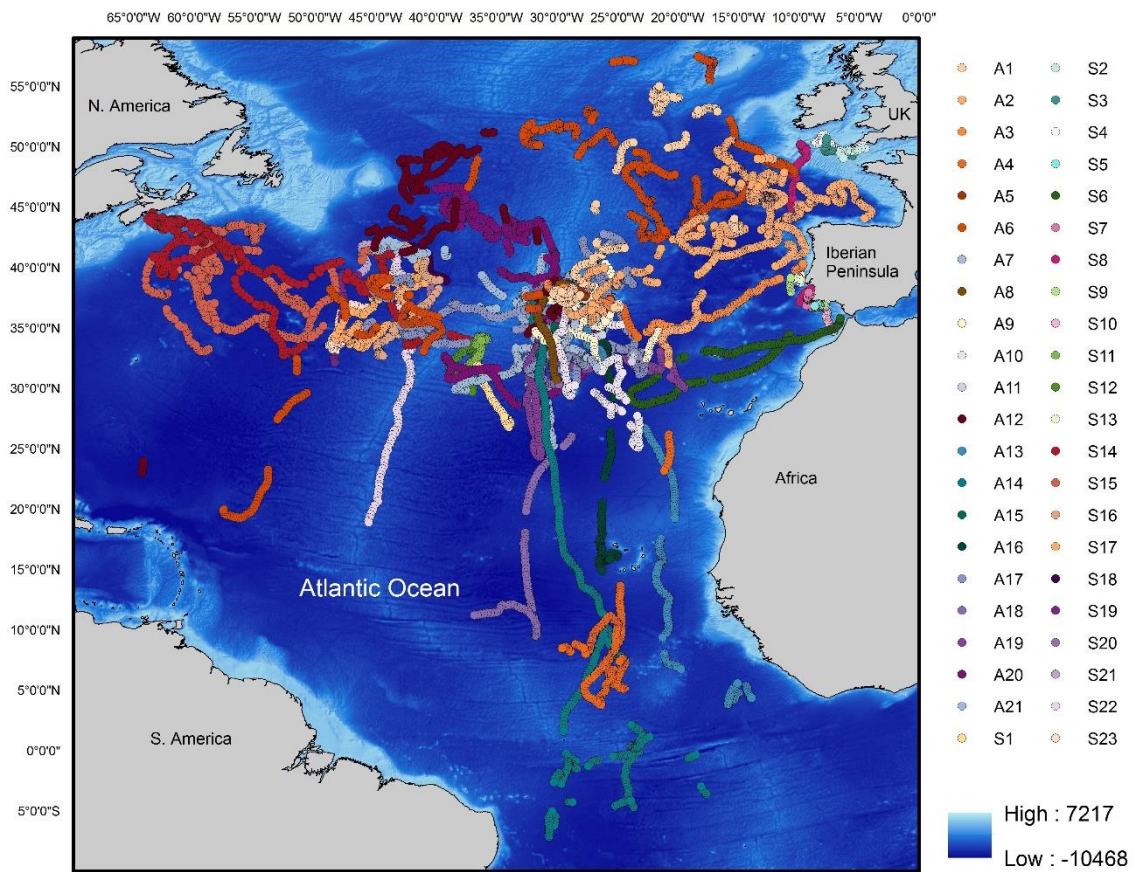 65°0'0"W 60°0'0"W 55°0'0"W 50°0'0"W 45°0'0"W 40°0'0"W 35°0'0"W 30°0'0"W 25°0'0"W 20°0'0"W 15°0'0"W 10°0'0"W 5°0'0"W 0°0'0"
55°0'0"N
50°0'0"N
45°0'0"N
40°0'0"N
35°0'0"N
30°0'0"N
25°0'0"N
20°0'0"N
15°0'0"N
10°0'0"N
5°0'0"N
0°0'0"
5°0'0"S
N. America
UK
Iberian
Peninsula
Africa
Atlantic Ocean
S. America
A1 S2
A2 S3
A3 S4
A4 S5
A5 S6
A6 S7
A7 S8
A8 S9
A9 S10
A10 S11
A11 S12
A12 S13
A13 S14
A14 S15
A15 S16
A16 S17
A17 S18
A18 S19
A19 S20
A20 S21
A21 S22
S1 S23
High : 7217
Low : -10468